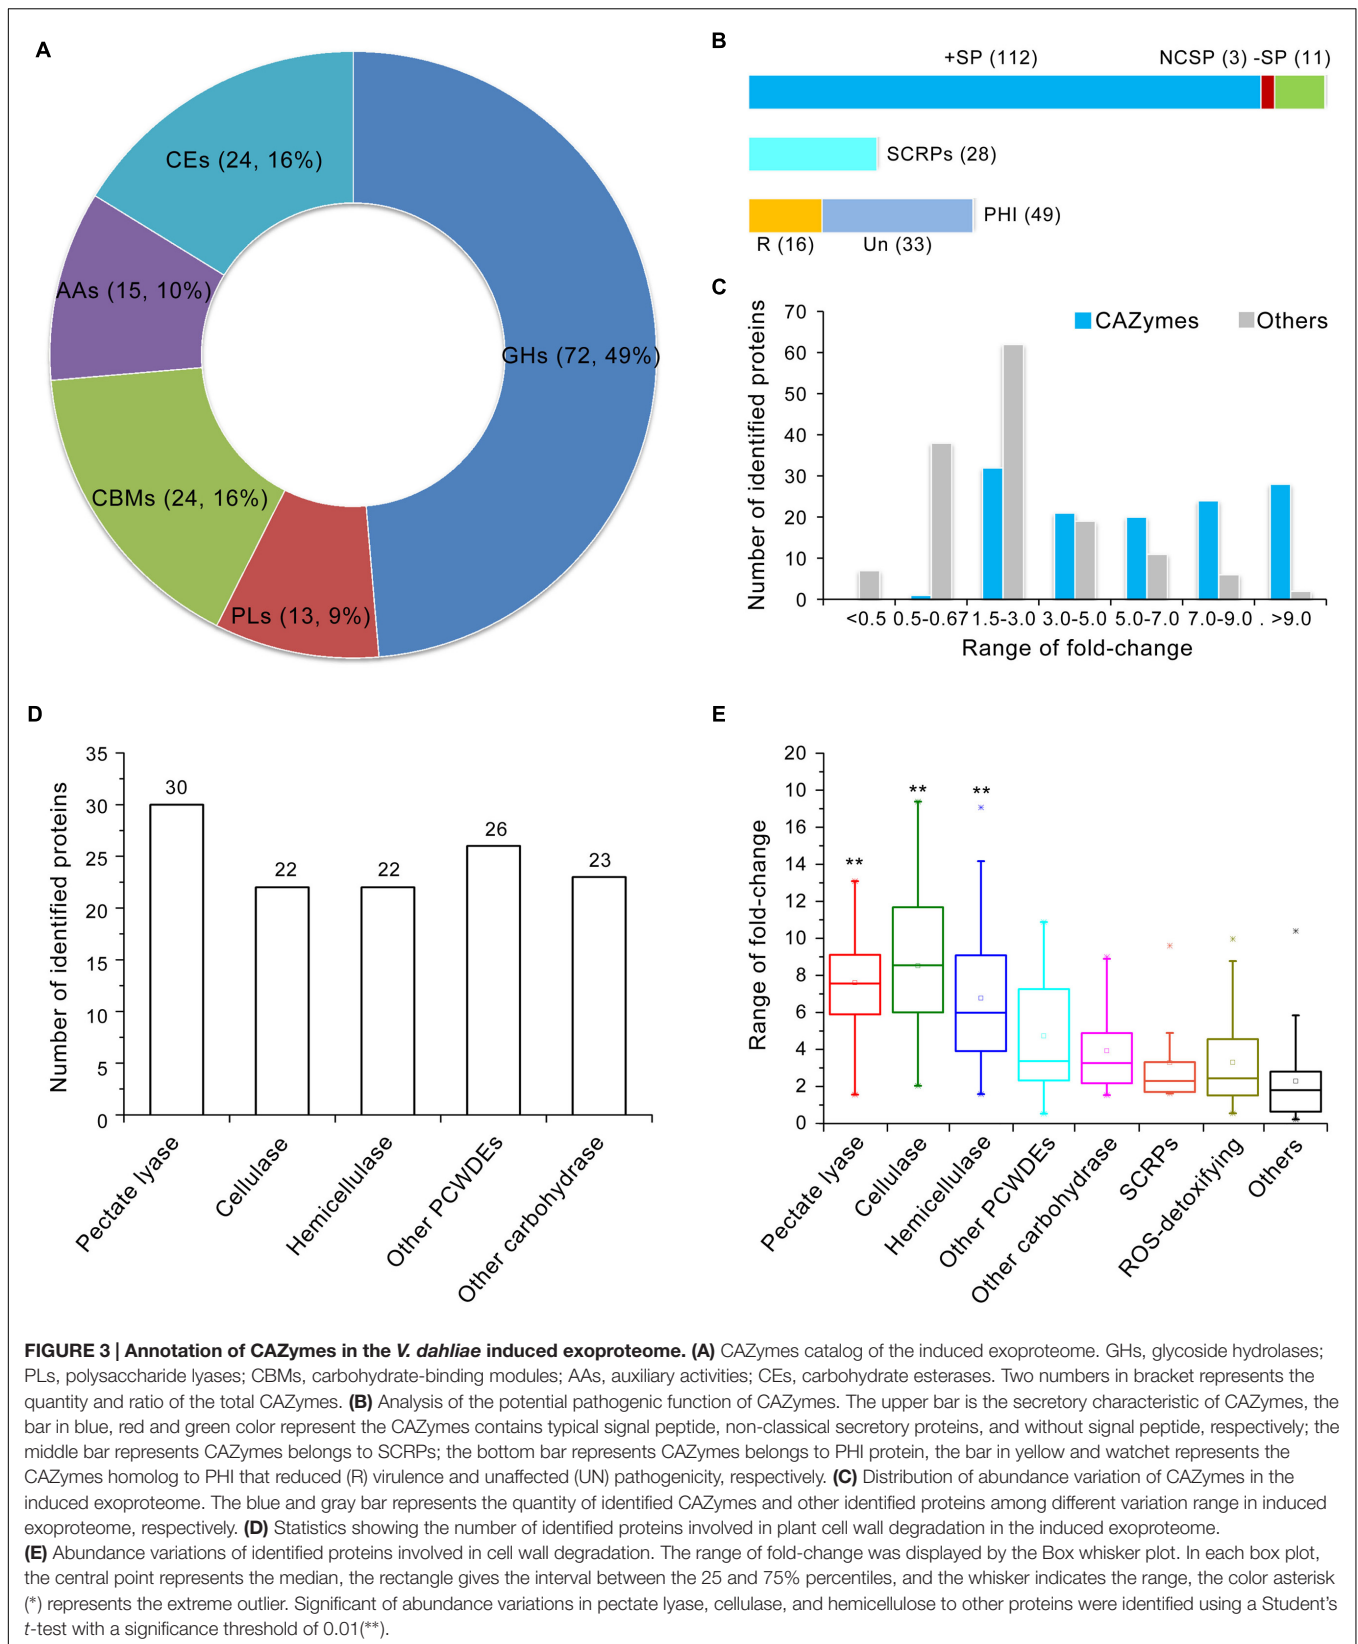 A
CEs (24, 16%)
AAs (15, 10%)
GHs (72, 49%)
CBMs (24, 16%)
PLs (13, 9%)
B
+SP (112) NCSP (3) -SP (11)
SCRPs (28)
PHI (49)
R (16) Un (33)
C
Number of identified proteins
70
60
50
40
30
20
10
0
CAZymes Others
<0.5 0.5-0.67 1.5-3.0 3.0-5.0 5.0-7.0 7.0-9.0 . >9.0
Range of fold-change
D
Number of identified proteins
35
30
25
20
15
10
5
0
30
22
22
26
23
Pectate lyase
Cellulase
Hemicellulase
Other PCWDEs
Other carbohydrase
E
Range of fold-change
20
10
16
14
12
10
8
6
4
2
0
**
**
**
Pectate lyase
Cellulase
Hemicellulase
Other PCWDEs
Other carbohydrase
SCRPs
ROS-detoxifying
Others
FIGURE 3 | Annotation of CAZymes in the V. dahliae induced exoproteome. (A) CAZymes catalog of the induced exoproteome. GHs, glycoside hydrolases;
PLs, polysaccharide lyases; CBMs, carbohydrate-binding modules; AAs, auxiliary activities; CEs, carbohydrate esterases. Two numbers in bracket represents the
quantity and ratio of the total CAZymes. (B) Analysis of the potential pathogenic function of CAZymes. The upper bar is the secretory characteristic of CAZymes, the
bar in blue, red and green color represent the CAZymes contains typical signal peptide, non-classical secretory proteins, and without signal peptide, respectively; the
middle bar represents CAZymes belongs to SCRPs; the bottom bar represents CAZymes belongs to PHI protein, the bar in yellow and watchet represents the
CAZymes homolog to PHI that reduced (R) virulence and unaffected (UN) pathogenicity, respectively. (C) Distribution of abundance variation of CAZymes in the
induced exoproteome. The blue and gray bar represents the quantity of identified CAZymes and other identified proteins among different variation range in induced
exoproteome, respectively. (D) Statistics showing the number of identified proteins involved in plant cell wall degradation in the induced exoproteome.
(E) Abundance variations of identified proteins involved in cell wall degradation. The range of fold-change was displayed by the Box whisker plot. In each box plot,
the central point represents the median, the rectangle gives the interval between the 25 and 75% percentiles, and the whisker indicates the range, the color asterisk
(*) represents the extreme outlier. Significant of abundance variations in pectate lyase, cellulase, and hemicellulose to other proteins were identified using a Student's
t-test with a significance threshold of 0.01(**).